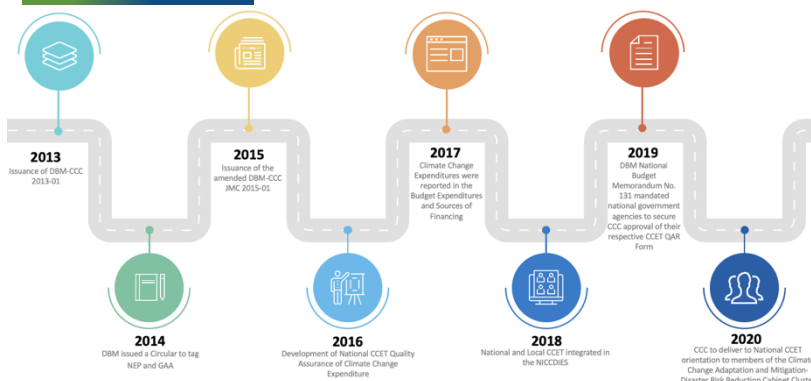 2013
Issuance of DBM-CCC
2013-01
2014
DBM issued a Circular to tag
NEP and GAA
2015
Issuance of the
amended DBM-CCC
JMC 2015-01
2016
Development of National CCET Quality
Assurance of Climate Change
Expenditure
2017
Climate Change
Expenditures were
reported in the
Budget Expenditures
and Sources of
Financing
2018
National and Local CCET integrated in
the NICCDIES
2019
DBM National
Budget
Memorandum No.
131 mandated
national government
agencies to secure
CCC approval of their
respective CCET QAR
Form
2020
CCC to deliver to National CCET
orientation to members of the Climate
Change Adaptation and Mitigation-
Disaster Risk Reduction Cabinet Cluster